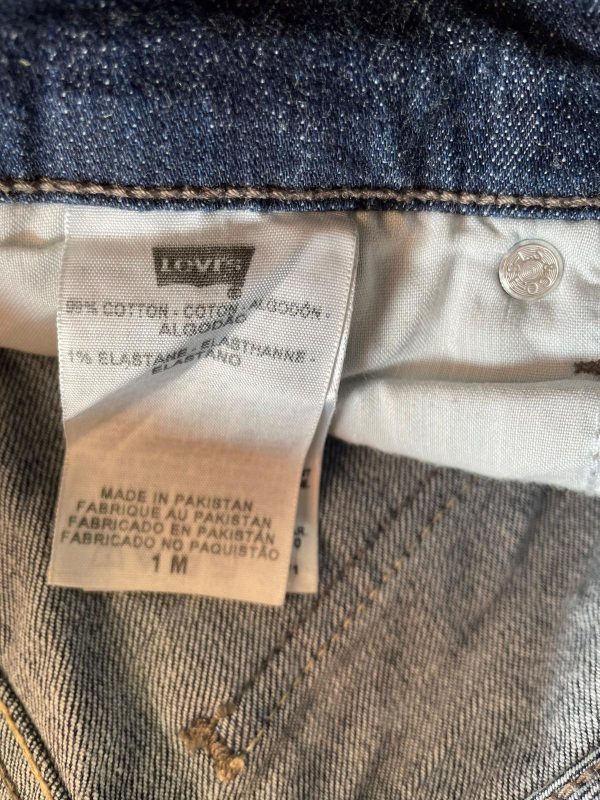 LOVI'S
99% COTTON - COTON - ALGODÓN -
ALGODÃO
1% ELASTANE - ELASTHANNE -
ELASTANO
MADE IN PAKISTAN
FABRIQUE AU PAKISTAN
FABRICADO EN PAKISTAN
FABRICADO NO PAQUISTÃO
1 M